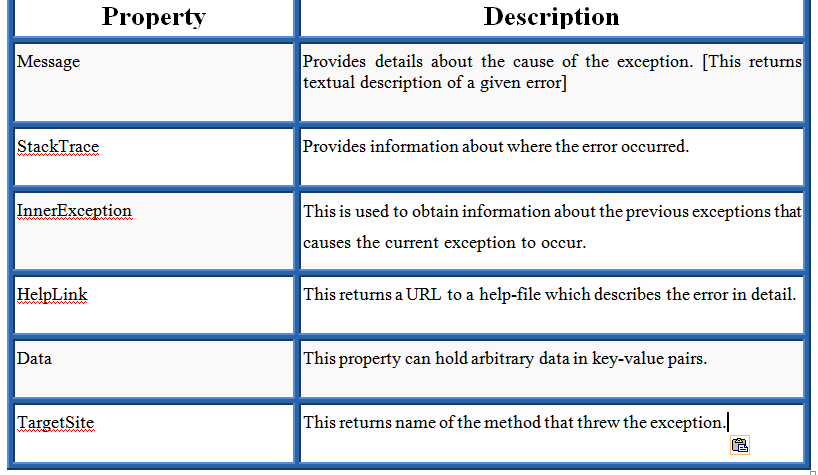 Property Description
Message Provides details about the cause of the exception. [This returns
textual description of a given error]
StackTrace Provides information about where the error occurred.
InnerException This is used to obtain information about the previous exceptions that
causes the current exception to occur.
HelpLink This returns a URL to a help-file which describes the error in detail.
Data This property can hold arbitrary data in key-value pairs.
TargetSite This returns name of the method that threw the exception.